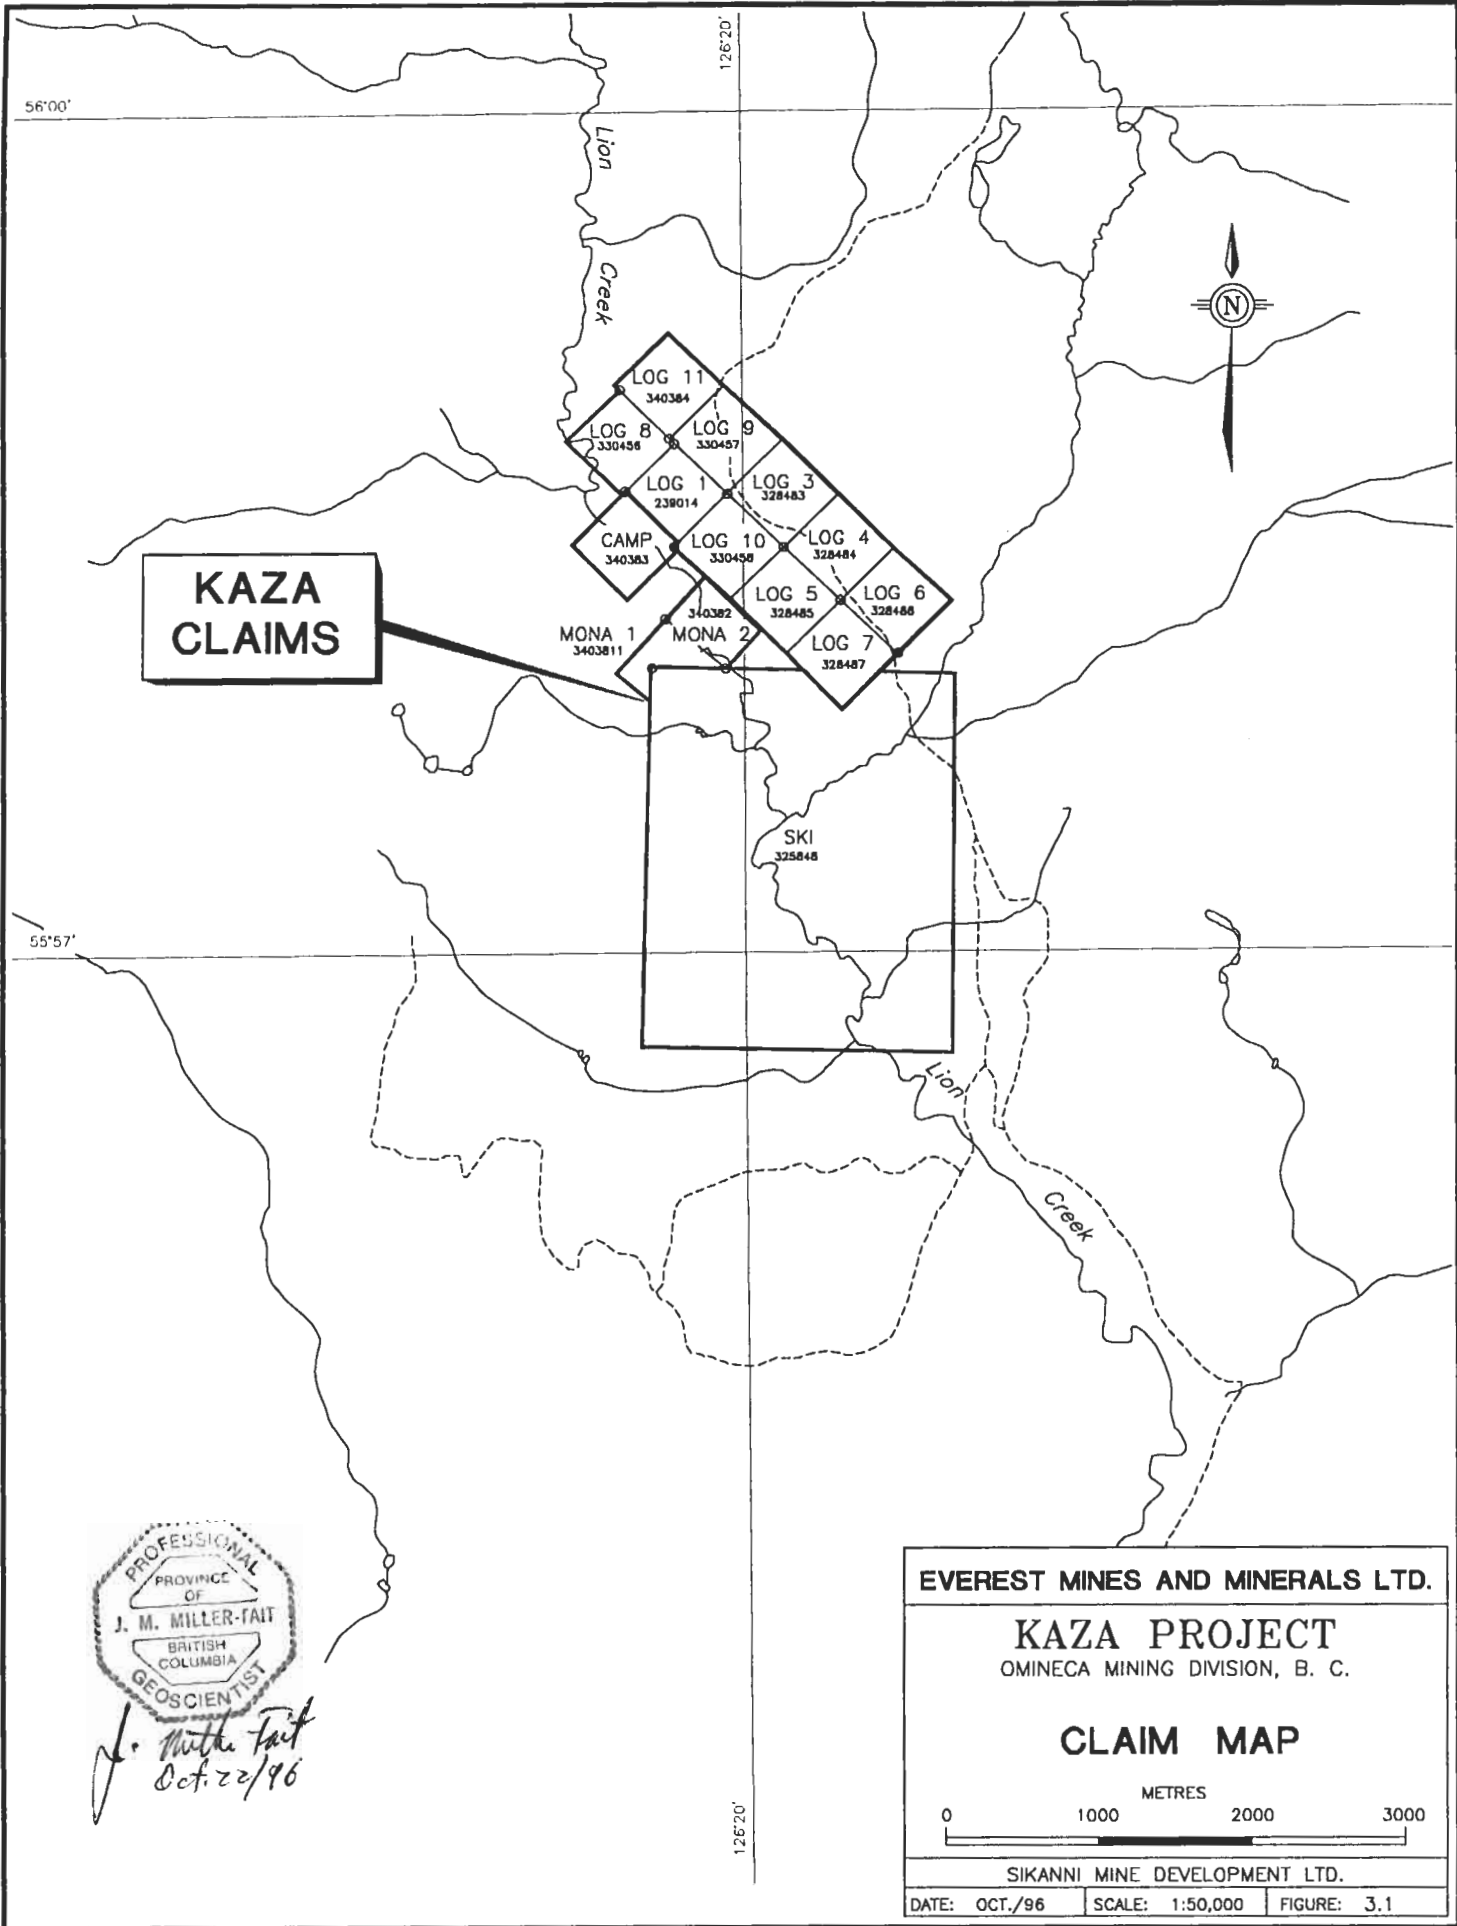 126°20'
56°00'
Lion
Creek
N
LOG 11
340384
LOG 8
330456
LOG 9
330457
LOG 1
239014
LOG 3
328483
CAMP
340383
LOG 10
330458
LOG 4
328484
KAZA
CLAIMS
LOG 5
328485
LOG 6
328486
340382
MONA 1
3403811
MONA 2
LOG 7
328487
SKI
325848
55°57'
Lion
Creek
PROFESSIONAL
PROVINCE
OF
J. M. MILLER-TAIT
BRITISH
COLUMBIA
GEOSCIENTIST
J. Miller Tait
Oct. 22/96
126°20'
EVEREST MINES AND MINERALS LTD.
KAZA PROJECT
OMINECA MINING DIVISION, B. C.
CLAIM MAP
METRES
0 1000 2000 3000
SIKANNI MINE DEVELOPMENT LTD.
DATE: OCT./96 SCALE: 1:50,000 FIGURE: 3.1